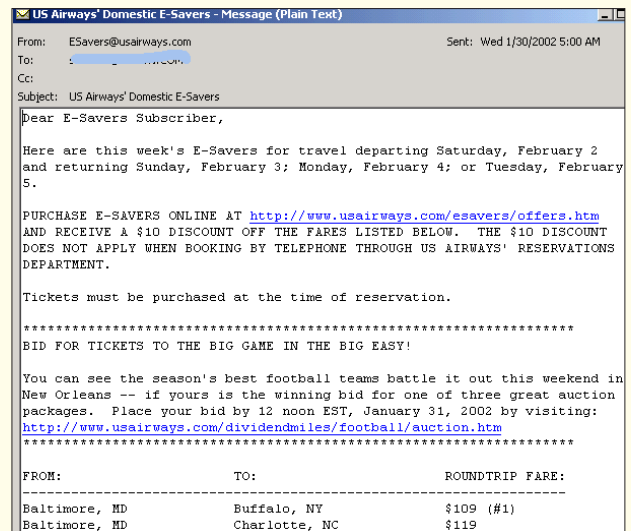 US Airways' Domestic E-Savers - Message (Plain Text)
From: ESavers@usairways.com Sent: Wed 1/30/2002 5:00 AM
To:
Cc:
Subject: US Airways' Domestic E-Savers
Dear E-Savers Subscriber,
Here are this week's E-Savers for travel departing Saturday, February 2
and returning Sunday, February 3; Monday, February 4; or Tuesday, February
5.
PURCHASE E-SAVERS ONLINE AT http://www.usairways.com/esavers/offers.htm
AND RECEIVE A $10 DISCOUNT OFF THE FARES LISTED BELOW. THE $10 DISCOUNT
DOES NOT APPLY WHEN BOOKING BY TELEPHONE THROUGH US AIRWAYS' RESERVATIONS
DEPARTMENT.
Tickets must be purchased at the time of reservation.
********************************************************************
BID FOR TICKETS TO THE BIG GAME IN THE BIG EASY!
You can see the season's best football teams battle it out this weekend in
New Orleans -- if yours is the winning bid for one of three great auction
packages. Place your bid by 12 noon EST, January 31, 2002 by visiting:
http://www.usairways.com/dividendmiles/football/auction.htm
********************************************************************
FROM: TO: ROUNDTRIP FARE:
-------------------------------------------------------------------
Baltimore, MD Buffalo, NY $109 (#1)
Baltimore, MD Charlotte, NC $119